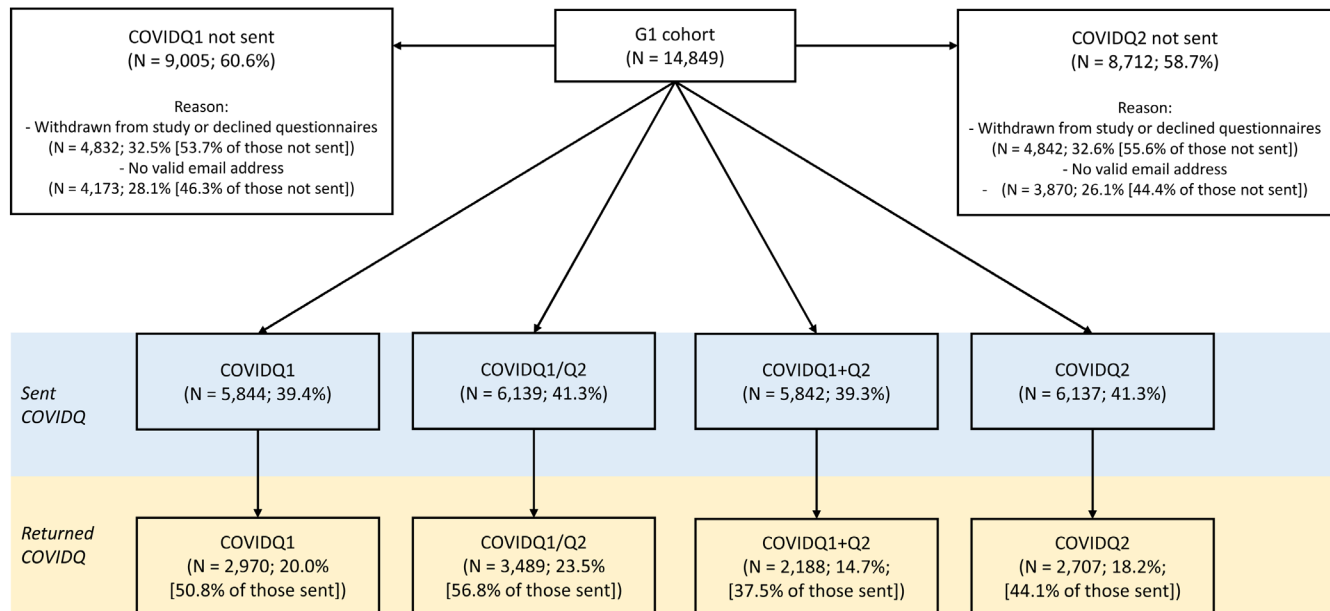 COVIDQ1 not sent
(N = 9,005; 60.6%)
Reason:
- Withdrawn from study or declined questionnaires
(N = 4,832; 32.5% [53.7% of those not sent])
- No valid email address
(N = 4,173; 28.1% [46.3% of those not sent])
G1 cohort
(N = 14,849)
COVIDQ2 not sent
(N = 8,712; 58.7%)
Reason:
- Withdrawn from study or declined questionnaires
(N = 4,842; 32.6% [55.6% of those not sent])
- No valid email address
- (N = 3,870; 26.1% [44.4% of those not sent])
Sent
COVIDQ
COVIDQ1
(N = 5,844; 39.4%)
COVIDQ1/Q2
(N = 6,139; 41.3%)
COVIDQ1+Q2
(N = 5,842; 39.3%)
COVIDQ2
(N = 6,137; 41.3%)
Returned
COVIDQ
COVIDQ1
(N = 2,970; 20.0%
[50.8% of those sent])
COVIDQ1/Q2
(N = 3,489; 23.5%
[56.8% of those sent])
COVIDQ1+Q2
(N = 2,188; 14.7%;
[37.5% of those sent])
COVIDQ2
(N = 2,707; 18.2%;
[44.1% of those sent])